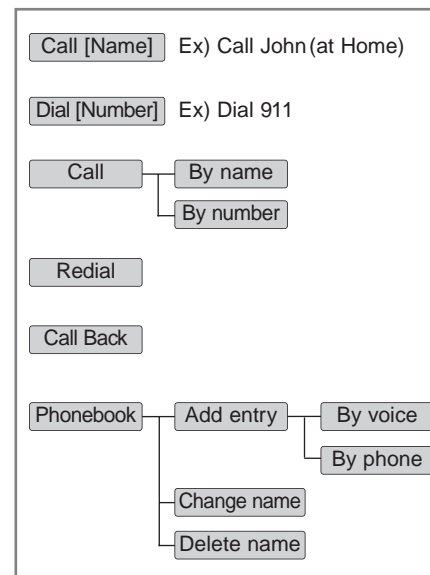 Call [Name] Ex) Call John (at Home)
Dial [Number] Ex) Dial 911
Call By name
By number
Redial
Call Back
Phonebook Add entry By voice
By phone
Change name
Delete name